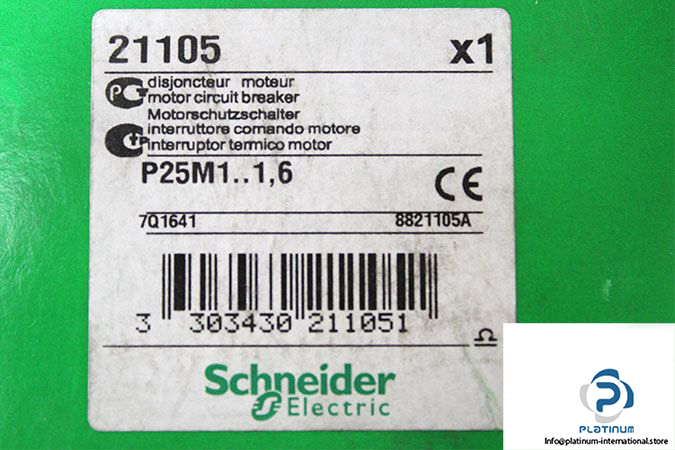 21105 x1
disjoncteur moteur
motor circuit breaker
Motorschutzschalter
interruttore comando motore
interruptor termico motor
P25M1..1,6
CE
7Q1641 8821105A
3 303430 211051
Schneider
Electric
PLATINUM
Info@platinum-international.store